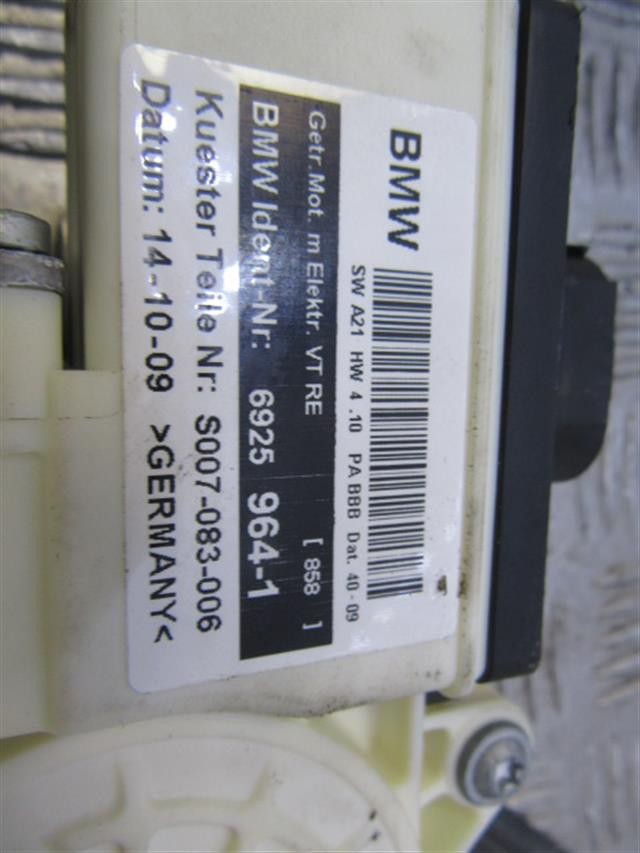 BMW
SW A21 HW 4 .10 PA BBB Dat. 40-09
Getr.Mot. m Elektr. VT RE [ 858 ]
BMW Ident-Nr: 6925 964-1
Kuester Teile Nr: S007-083-006
Datum: 14-10-09 >GERMANY<